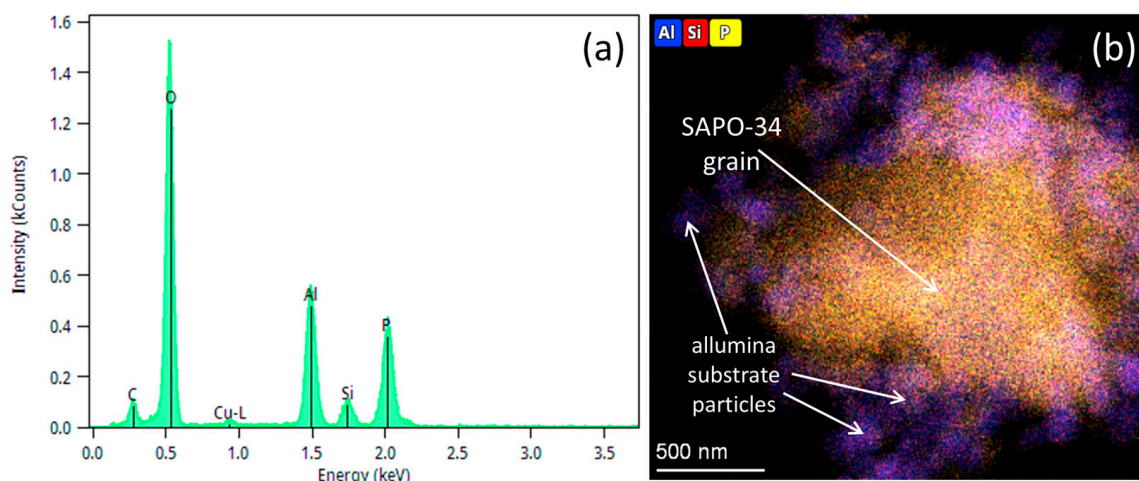 (a)
Intensity (kCounts)
1.6
1.4
1.2
1.0
0.8
0.6
0.4
0.2
0.0
C
O
Cu-L
Al
Si
P
0.0 0.5 1.0 1.5 2.0 2.5 3.0 3.5
Energy (keV)
Al Si P
(b)
SAPO-34
grain
allumina
substrate
particles
500 nm